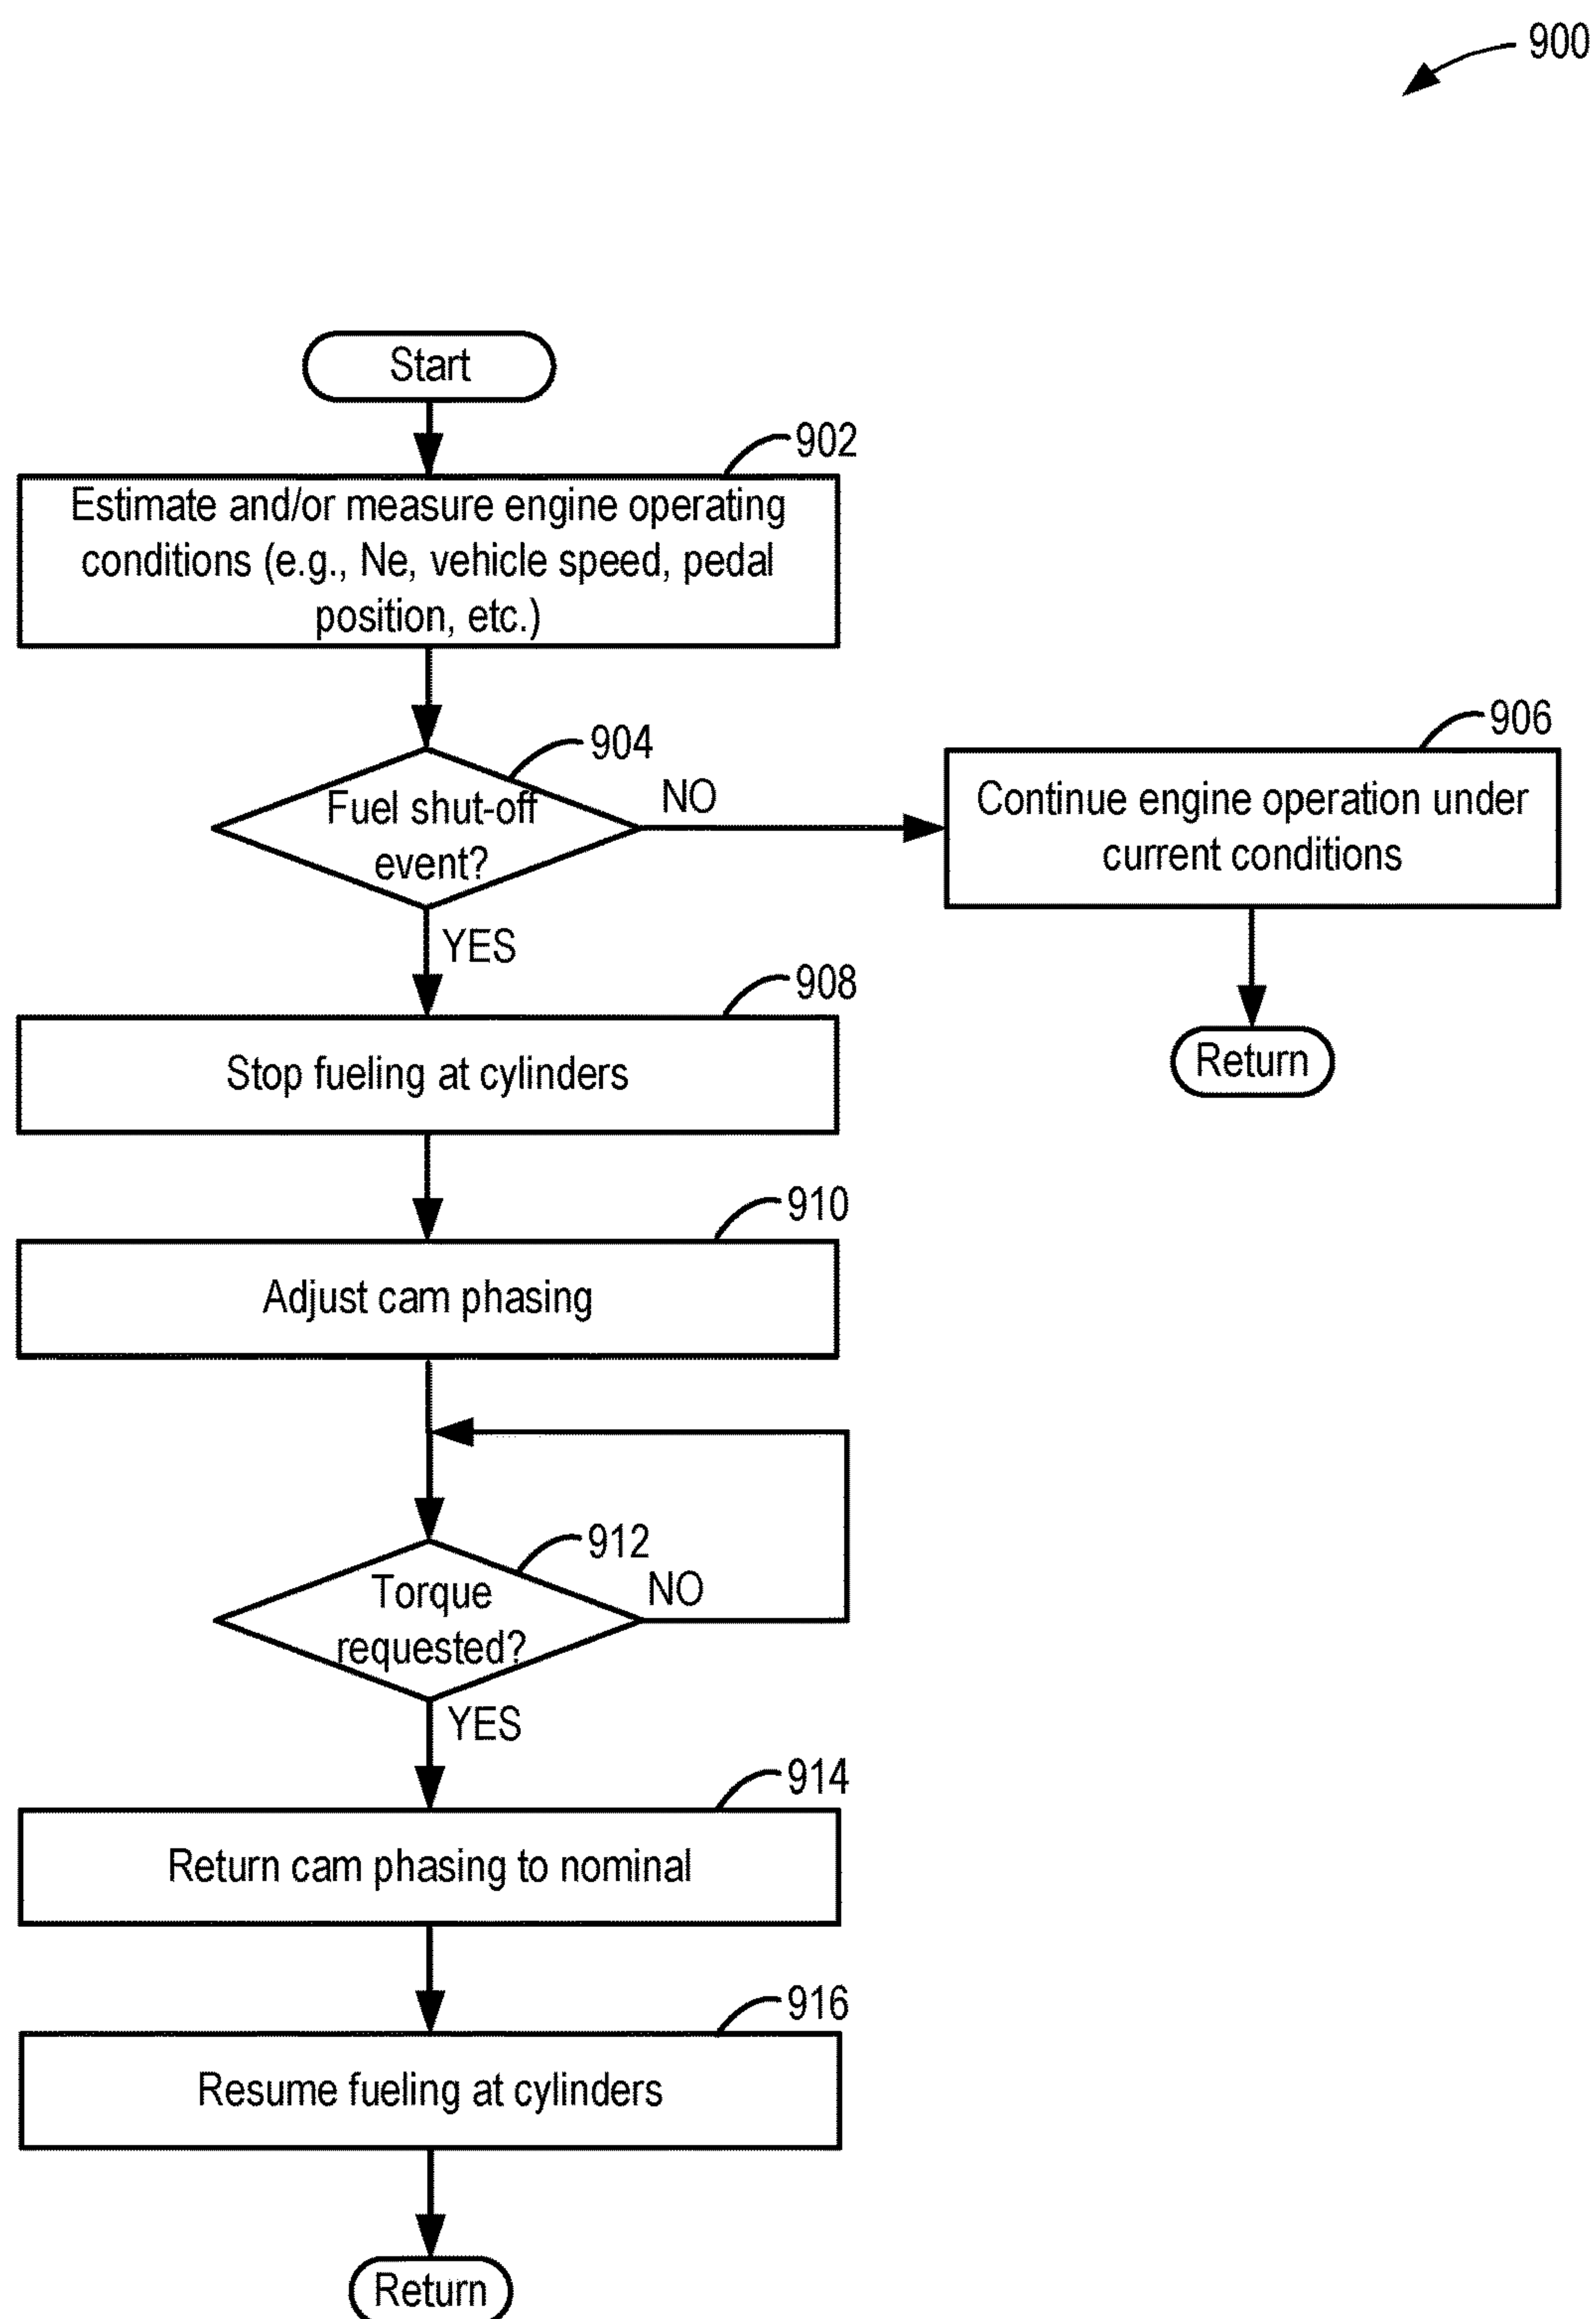 900
Start
902
Estimate and/or measure engine operating
conditions (e.g., Ne, vehicle speed, pedal
position, etc.)
904
Fuel shut-off
event?
NO
906
Continue engine operation under
current conditions
Return
YES
908
Stop fueling at cylinders
910
Adjust cam phasing
912
Torque
requested?
NO
YES
914
Return cam phasing to nominal
916
Resume fueling at cylinders
Return